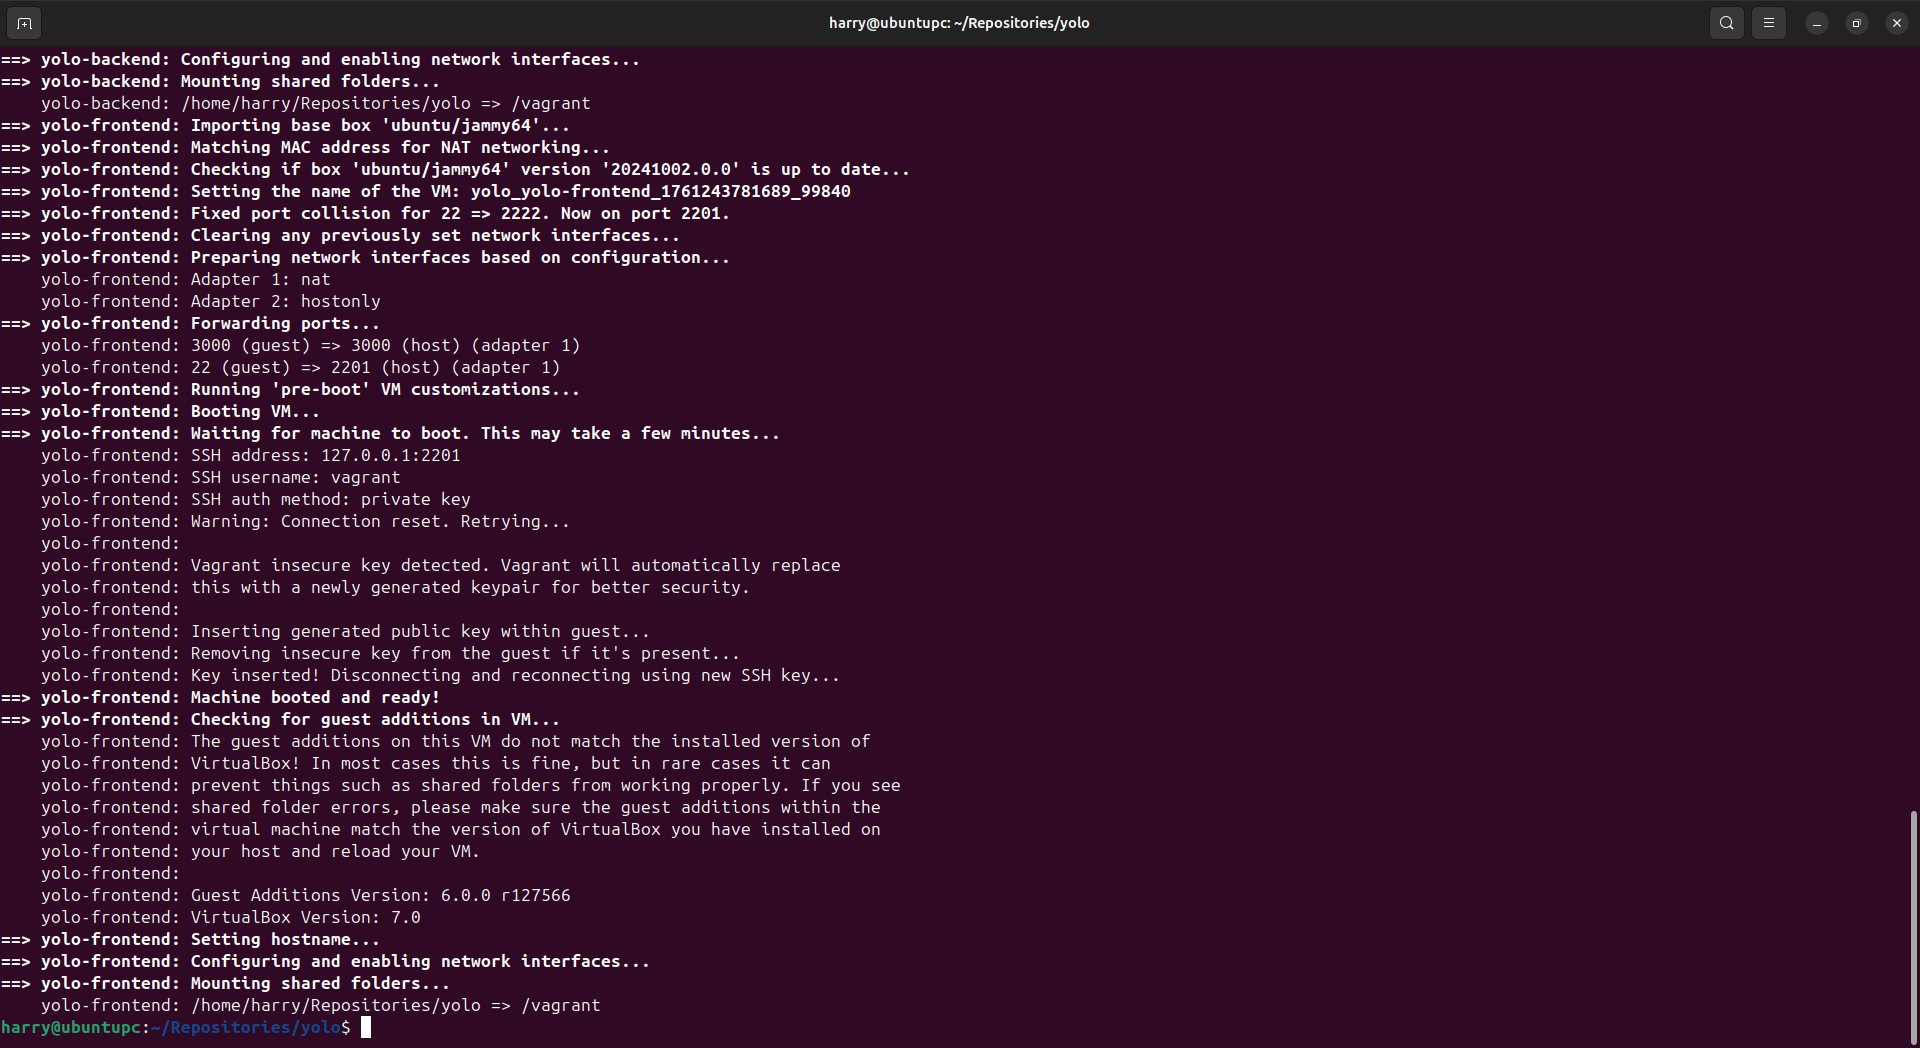 harry@ubuntupc: ~/Repositories/yolo
==> yolo-backend: Configuring and enabling network interfaces...
==> yolo-backend: Mounting shared folders...
    yolo-backend: /home/harry/Repositories/yolo => /vagrant
==> yolo-frontend: Importing base box 'ubuntu/jammy64'...
==> yolo-frontend: Matching MAC address for NAT networking...
==> yolo-frontend: Checking if box 'ubuntu/jammy64' version '20241002.0.0' is up to date...
==> yolo-frontend: Setting the name of the VM: yolo_yolo-frontend_1761243781689_99840
==> yolo-frontend: Fixed port collision for 22 => 2222. Now on port 2201.
==> yolo-frontend: Clearing any previously set network interfaces...
==> yolo-frontend: Preparing network interfaces based on configuration...
    yolo-frontend: Adapter 1: nat
    yolo-frontend: Adapter 2: hostonly
==> yolo-frontend: Forwarding ports...
    yolo-frontend: 3000 (guest) => 3000 (host) (adapter 1)
    yolo-frontend: 22 (guest) => 2201 (host) (adapter 1)
==> yolo-frontend: Running 'pre-boot' VM customizations...
==> yolo-frontend: Booting VM...
==> yolo-frontend: Waiting for machine to boot. This may take a few minutes...
    yolo-frontend: SSH address: 127.0.0.1:2201
    yolo-frontend: SSH username: vagrant
    yolo-frontend: SSH auth method: private key
    yolo-frontend: Warning: Connection reset. Retrying...
    yolo-frontend:
    yolo-frontend: Vagrant insecure key detected. Vagrant will automatically replace
    yolo-frontend: this with a newly generated keypair for better security.
    yolo-frontend:
    yolo-frontend: Inserting generated public key within guest...
    yolo-frontend: Removing insecure key from the guest if it's present...
    yolo-frontend: Key inserted! Disconnecting and reconnecting using new SSH key...
==> yolo-frontend: Machine booted and ready!
==> yolo-frontend: Checking for guest additions in VM...
    yolo-frontend: The guest additions on this VM do not match the installed version of
    yolo-frontend: VirtualBox! In most cases this is fine, but in rare cases it can
    yolo-frontend: prevent things such as shared folders from working properly. If you see
    yolo-frontend: shared folder errors, please make sure the guest additions within the
    yolo-frontend: virtual machine match the version of VirtualBox you have installed on
    yolo-frontend: your host and reload your VM.
    yolo-frontend:
    yolo-frontend: Guest Additions Version: 6.0.0 r127566
    yolo-frontend: VirtualBox Version: 7.0
==> yolo-frontend: Setting hostname...
==> yolo-frontend: Configuring and enabling network interfaces...
==> yolo-frontend: Mounting shared folders...
    yolo-frontend: /home/harry/Repositories/yolo => /vagrant
harry@ubuntupc:~/Repositories/yolo$